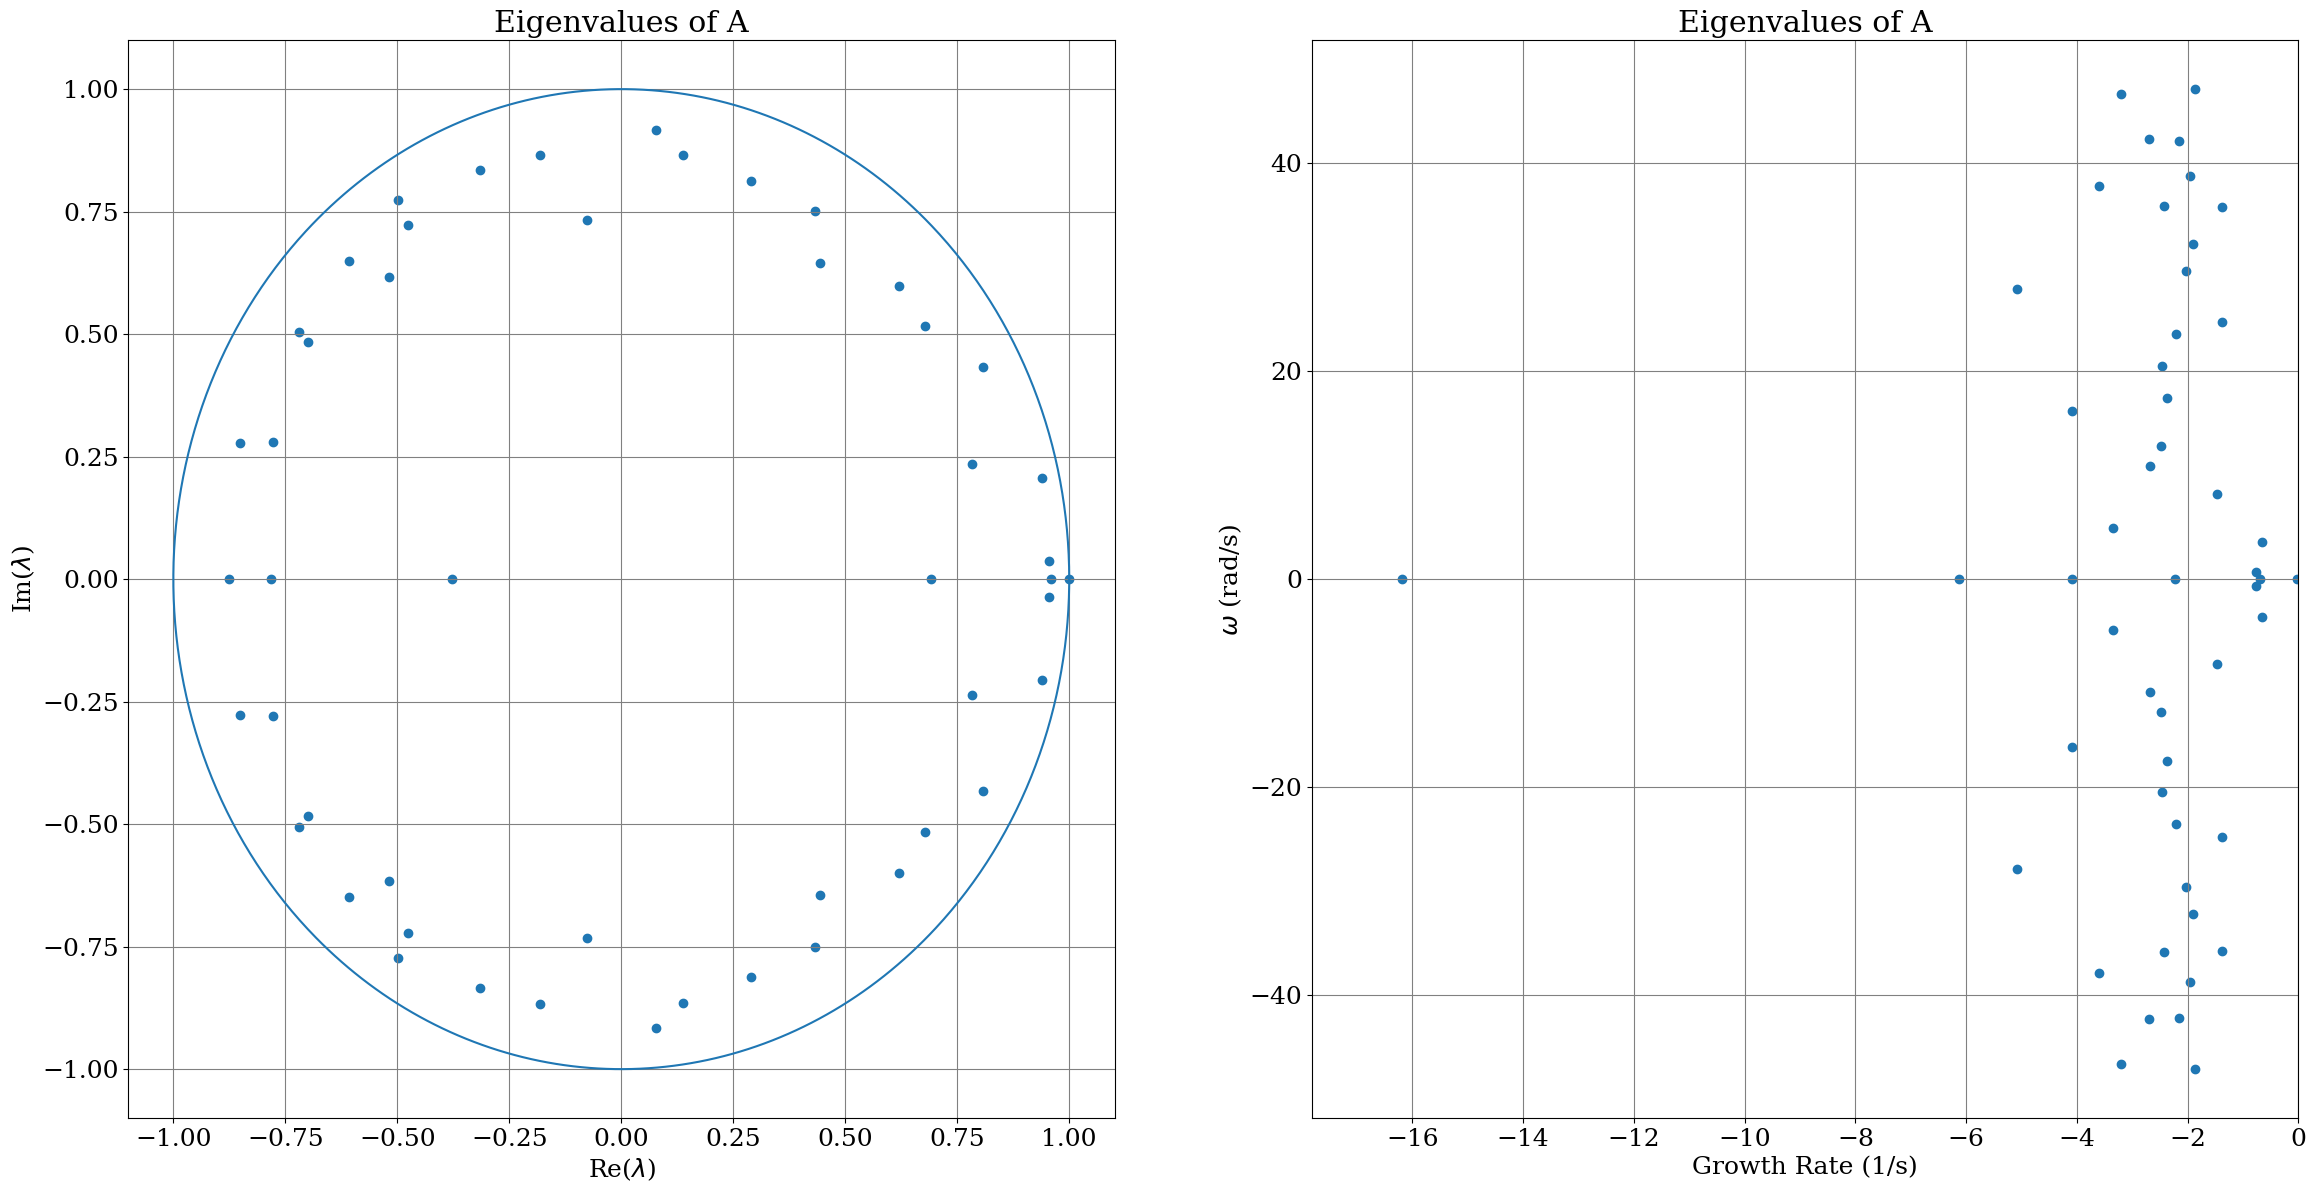 Eigenvalues of A
1.00
0.75
0.50
0.25
0.00
−0.25
−0.50
−0.75
−1.00
Im(λ)
−1.00 −0.75 −0.50 −0.25 0.00 0.25 0.50 0.75 1.00
Re(λ)
Eigenvalues of A
40
20
0
−20
−40
ω (rad/s)
−16 −14 −12 −10 −8 −6 −4 −2 0
Growth Rate (1/s)